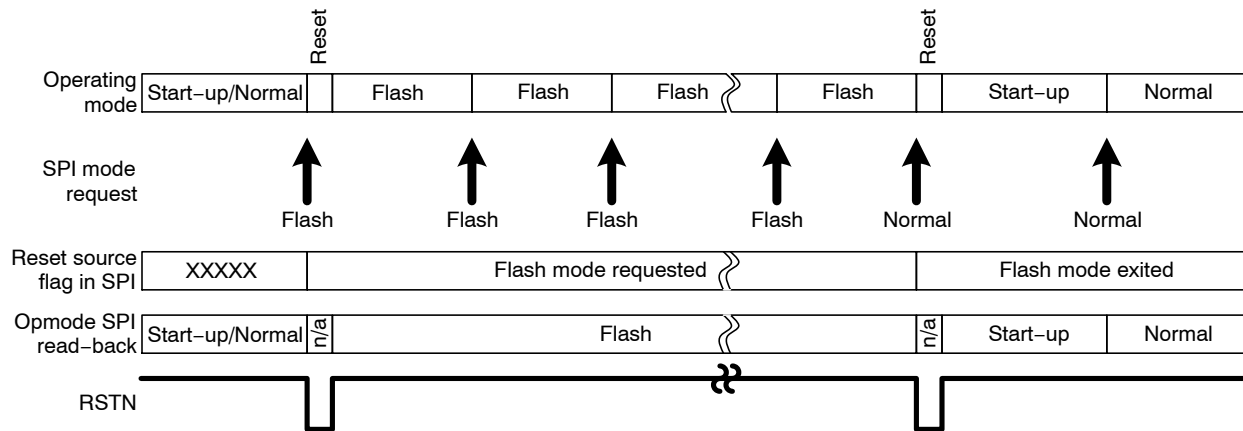 Reset
Reset
Operating
mode
Start−up/Normal
Flash
Flash
Flash
Flash
Start−up
Normal
SPI mode
request
Flash
Flash
Flash
Flash
Normal
Normal
Reset source
flag in SPI
XXXXX
Flash mode requested
Flash mode exited
Opmode SPI
read−back
Start−up/Normal
n/a
Flash
n/a
Start−up
Normal
RSTN